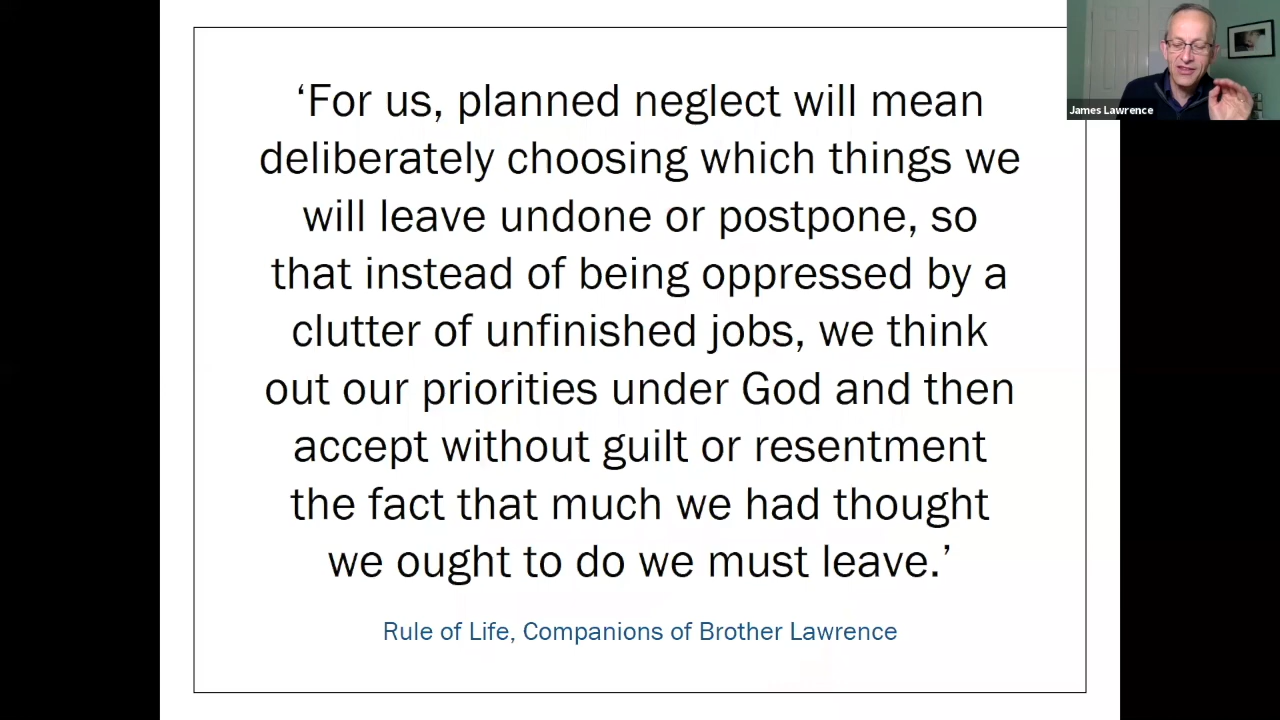 ‘For us, planned neglect will mean
deliberately choosing which things we
will leave undone or postpone, so
that instead of being oppressed by a
clutter of unfinished jobs, we think
out our priorities under God and then
accept without guilt or resentment
the fact that much we had thought
we ought to do we must leave.’
Rule of Life, Companions of Brother Lawrence
James Lawrence